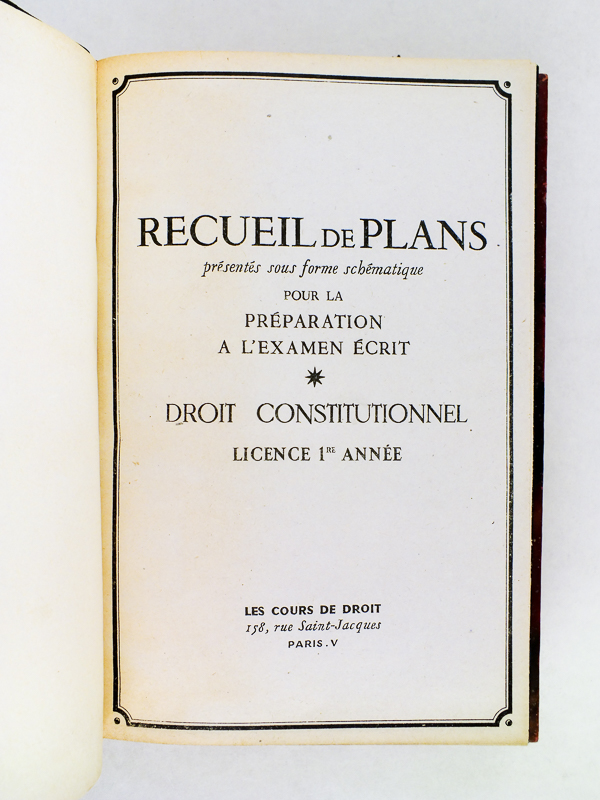 RECUEIL DE PLANS
présentés sous forme schématique
POUR LA
PRÉPARATION
A L'EXAMEN ÉCRIT
DROIT CONSTITUTIONNEL
LICENCE 1RE ANNÉE
LES COURS DE DROIT
158, rue Saint-Jacques
PARIS.V